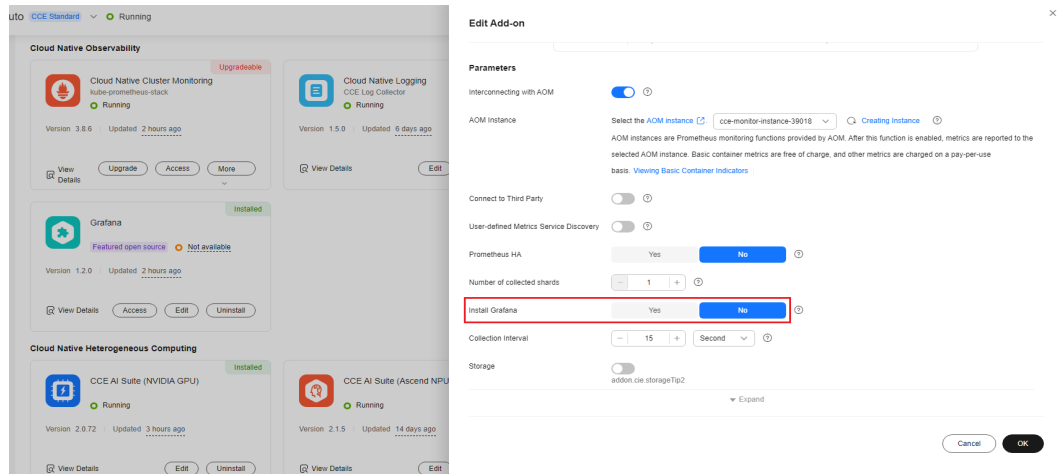 uto CCE Standard Running
Cloud Native Observability
Upgradeable
Cloud Native Cluster Monitoring
kube-prometheus-stack
Running
Version 3.8.6 Updated 2 hours ago
View Details Upgrade Access More
Cloud Native Logging
CCE Log Collector
Running
Version 1.5.0 Updated 6 days ago
View Details Edit
Installed
Grafana
Featured open source Not available
Version 1.2.0 Updated 2 hours ago
View Details Access Edit Uninstall
Cloud Native Heterogeneous Computing
Installed
CCE AI Suite (NVIDIA GPU)
Running
Version 2.0.72 Updated 3 hours ago
View Details Edit Uninstall
CCE AI Suite (Ascend NPU
Running
Version 2.1.5 Updated 14 days ago
View Details Edit
Edit Add-on
Parameters
Interconnecting with AOM
AOM Instance Select the AOM instance . cce-monitor-instance-39018 Creating Instance
AOM instances are Prometheus monitoring functions provided by AOM. After this function is enabled, metrics are reported to the
selected AOM instance. Basic container metrics are free of charge, and other metrics are charged on a pay-per-use
basis. Viewing Basic Container Indicators
Connect to Third Party
User-defined Metrics Service Discovery
Prometheus HA Yes No
Number of collected shards − 1 +
Install Grafana Yes No
Collection Interval − 15 + Second
Storage
addon.cie.storageTip2
Expand
Cancel OK